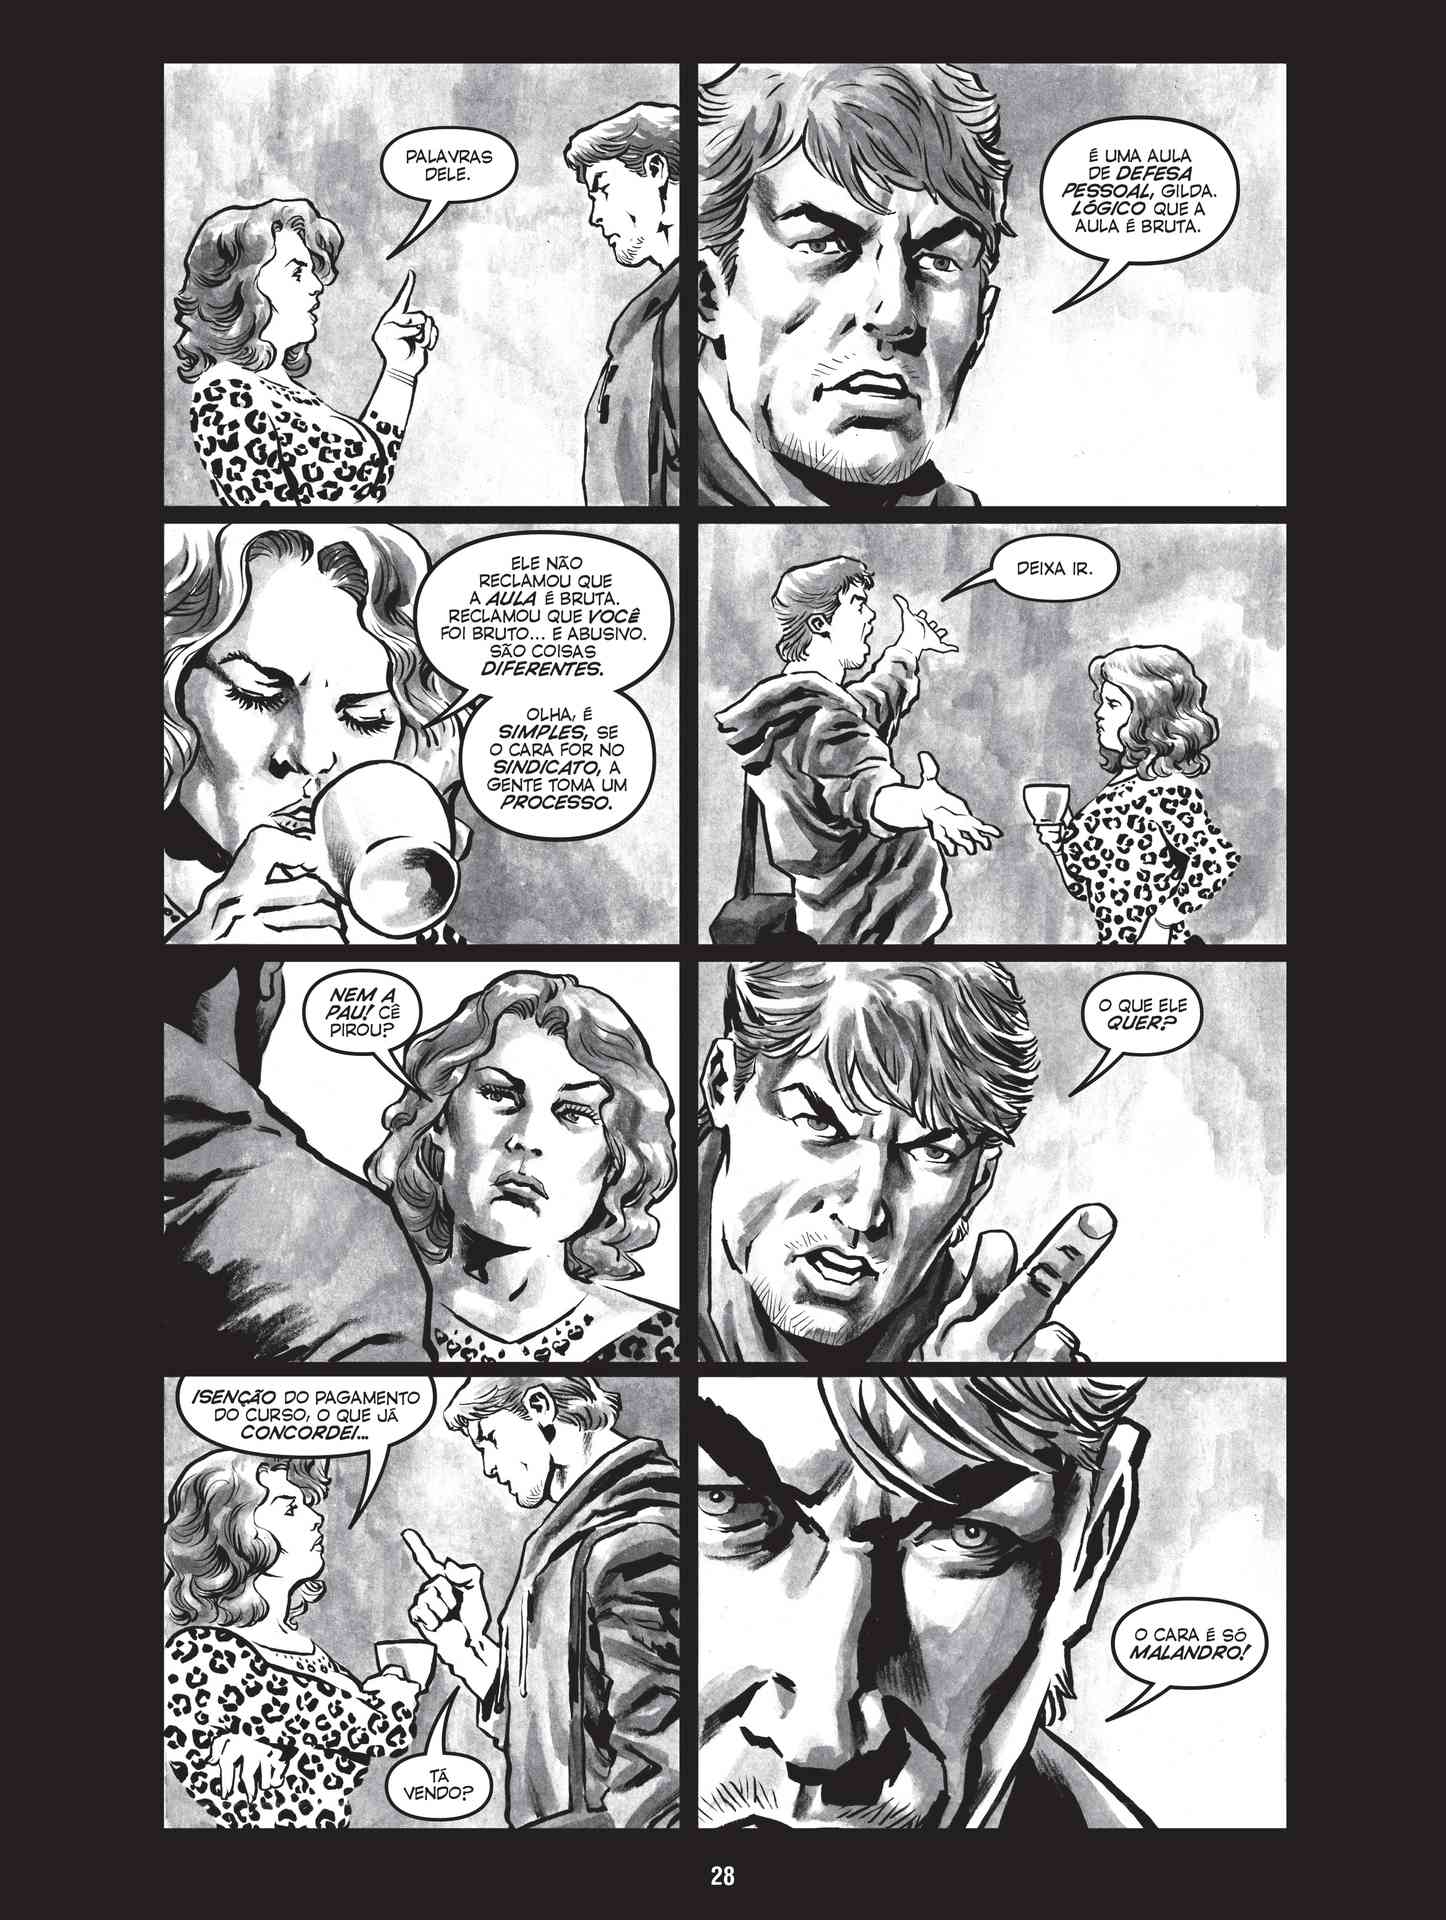 PALAVRAS
DELE.
É UMA AULA
DE DEFESA
PESSOAL, GILDA.
LÓGICO QUE A
AULA É BRUTA.
ELE NÃO
RECLAMOU QUE
A AULA É BRUTA.
RECLAMOU QUE VOCÊ
FOI BRUTO... E ABUSIVO.
SÃO COISAS
DIFERENTES.
OLHA, É
SIMPLES, SE
O CARA FOR NO
SINDICATO, A
GENTE TOMA UM
PROCESSO.
DEIXA IR.
NEM A
PAU! CÊ
PIROU?
O QUE ELE
QUER?
ISENÇÃO DO PAGAMENTO
DO CURSO, O QUE JÁ
CONCORDEI...
TÁ
VENDO?
O CARA É SÓ
MALANDRO!
28